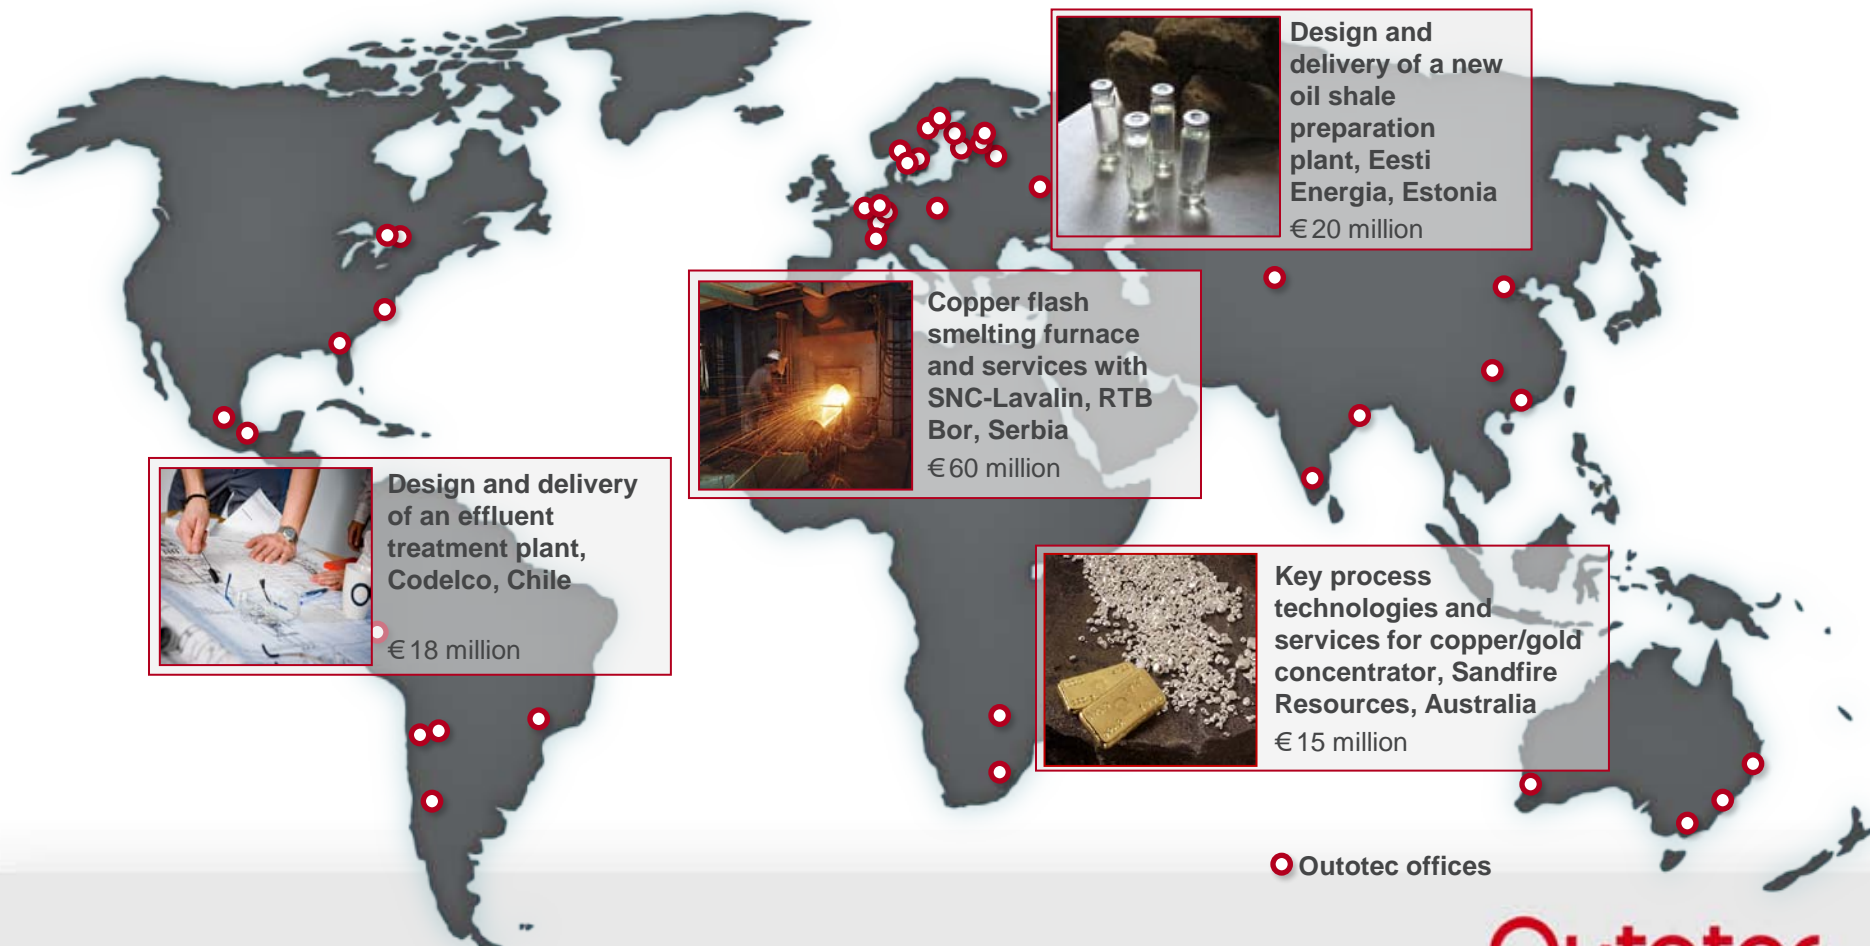 Design and
delivery of a new
oil shale
preparation
plant, Eesti
Energia, Estonia
€20 million
Copper flash
smelting furnace
and services with
SNC-Lavalin, RTB
Bor, Serbia
€60 million
Design and delivery
of an effluent
treatment plant,
Codelco, Chile
€18 million
Key process
technologies and
services for copper/gold
concentrator, Sandfire
Resources, Australia
€15 million
Outotec offices
Outotec